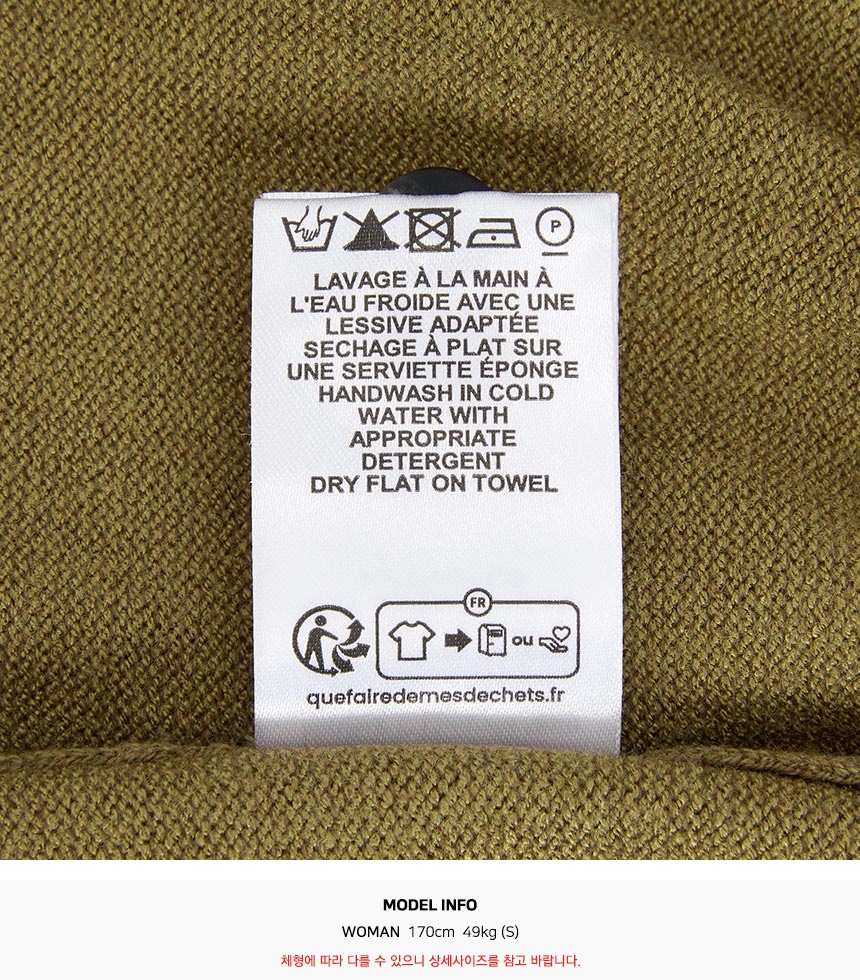 P
LAVAGE À LA MAIN À
L'EAU FROIDE AVEC UNE
LESSIVE ADAPTÉE
SECHAGE À PLAT SUR
UNE SERVIETTE ÉPONGE
HANDWASH IN COLD
WATER WITH
APPROPRIATE
DETERGENT
DRY FLAT ON TOWEL
FR
ou
quefairedemesdechets.fr
MODEL INFO
WOMAN 170cm 49kg (S)
체형에 따라 다를 수 있으니 상세사이즈를 참고 바랍니다.